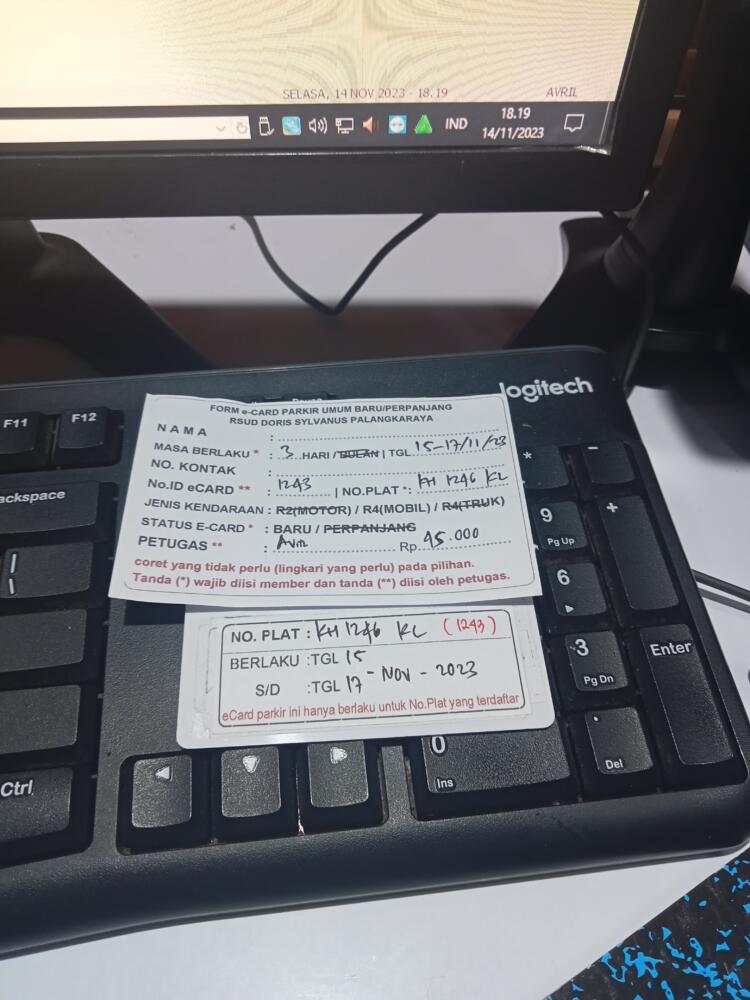 SELASA, 14 NOV 2023 - 18.19 AVRIL
IND 18.19
14/11/2023
logitech
F11 F12
ackspace
Ctrl
FORM e-CARD PARKIR UMUM BARU/PERPANJANG
RSUD DORIS SYLVANUS PALANGKARAYA
NAMA :
MASA BERLAKU * : 3 HARI / BULAN | TGL 15-17/11/23
NO. KONTAK :
No.ID eCARD ** : 1243 | NO.PLAT *: KH 1246 KL
JENIS KENDARAAN : R2(MOTOR) / R4(MOBIL) / R4(TRUK)
STATUS E-CARD * : BARU / PERPANJANG
PETUGAS ** : Avril Rp. 45.000
coret yang tidak perlu (lingkari yang perlu) pada pilihan.
Tanda (*) wajib diisi member dan tanda (**) diisi oleh petugas.
NO. PLAT : KH 1246 KL (1243)
BERLAKU : TGL 15
S/D : TGL 17 - NOV - 2023
eCard parkir ini hanya berlaku untuk No.Plat yang terdaftar
* -
9 +
Pg Up
6
3 Enter
Pg Dn
0 .
Ins Del